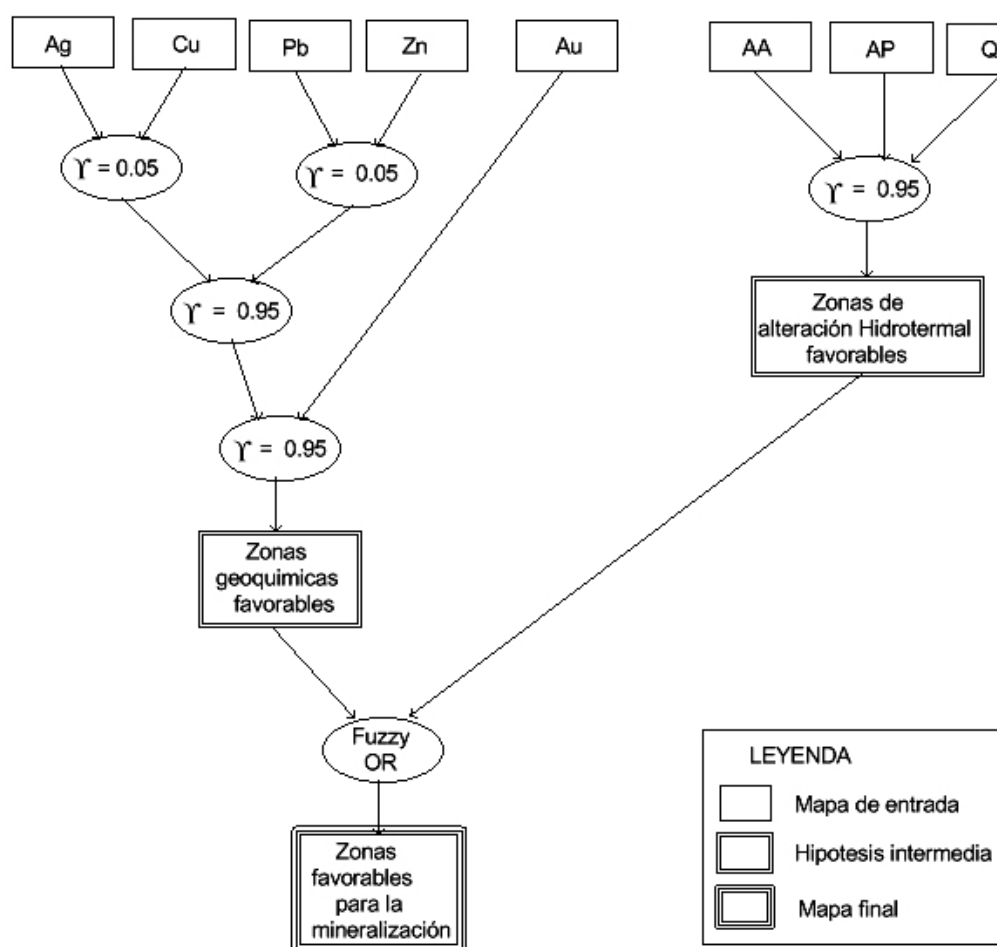 Ag
Cu
Pb
Zn
Au
AA
AP
Q
ϒ = 0.05
ϒ = 0.05
ϒ = 0.95
ϒ = 0.95
Zonas de
alteración Hidrotermal
favorables
ϒ = 0.95
Zonas
geoquimicas
favorables
Fuzzy
OR
Zonas
favorables
para la
mineralización
LEYENDA
Mapa de entrada
Hipotesis intermedia
Mapa final